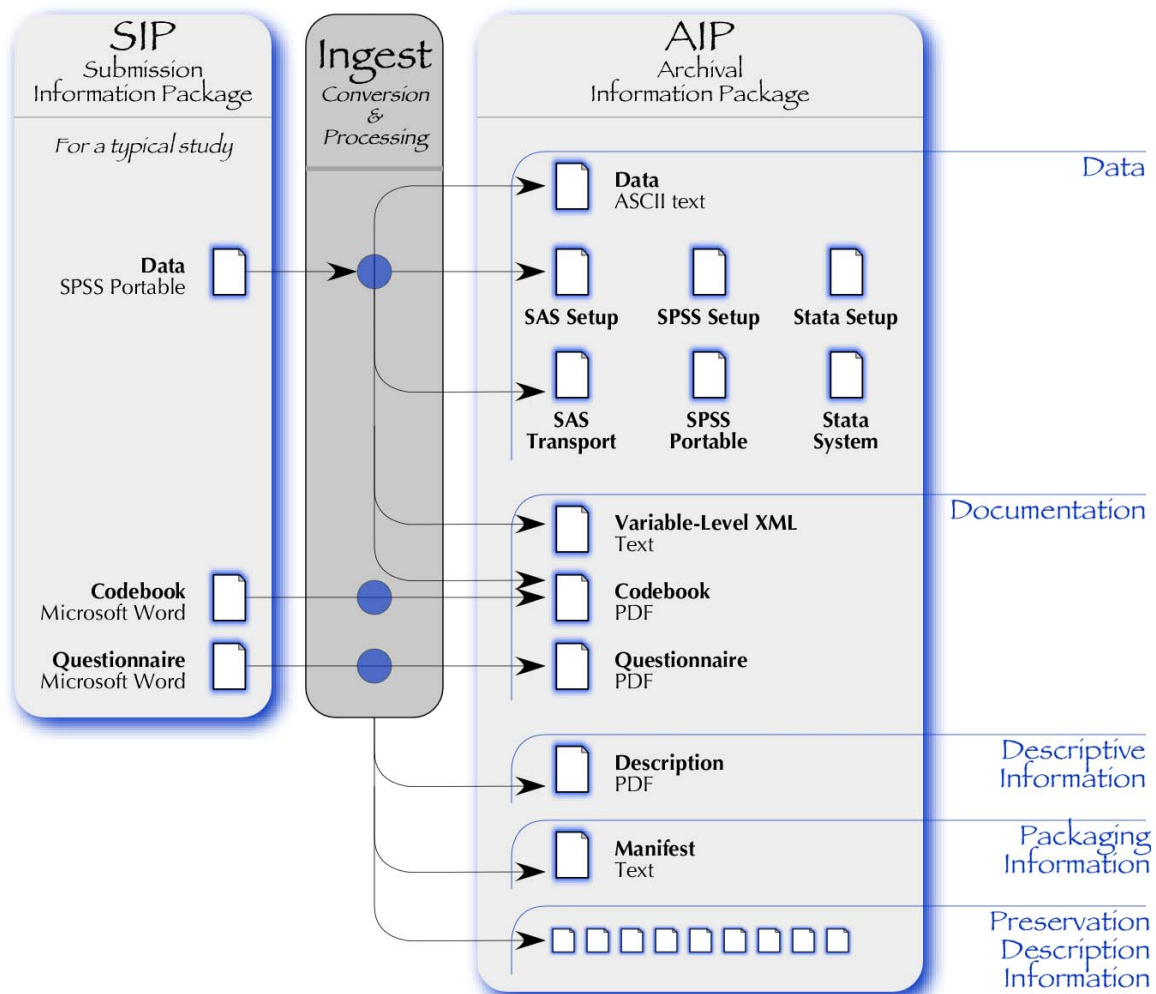 SIP
Submission
Information Package
For a typical study
Data
SPSS Portable
Codebook
Microsoft Word
Questionnaire
Microsoft Word
Ingest
Conversion
&
Processing
AIP
Archival
Information Package
Data
Data
ASCII text
SAS Setup
SPSS Setup
Stata Setup
SAS
Transport
SPSS
Portable
Stata
System
Documentation
Variable-Level XML
Text
Codebook
PDF
Questionnaire
PDF
Descriptive
Information
Description
PDF
Packaging
Information
Manifest
Text
Preservation
Description
Information